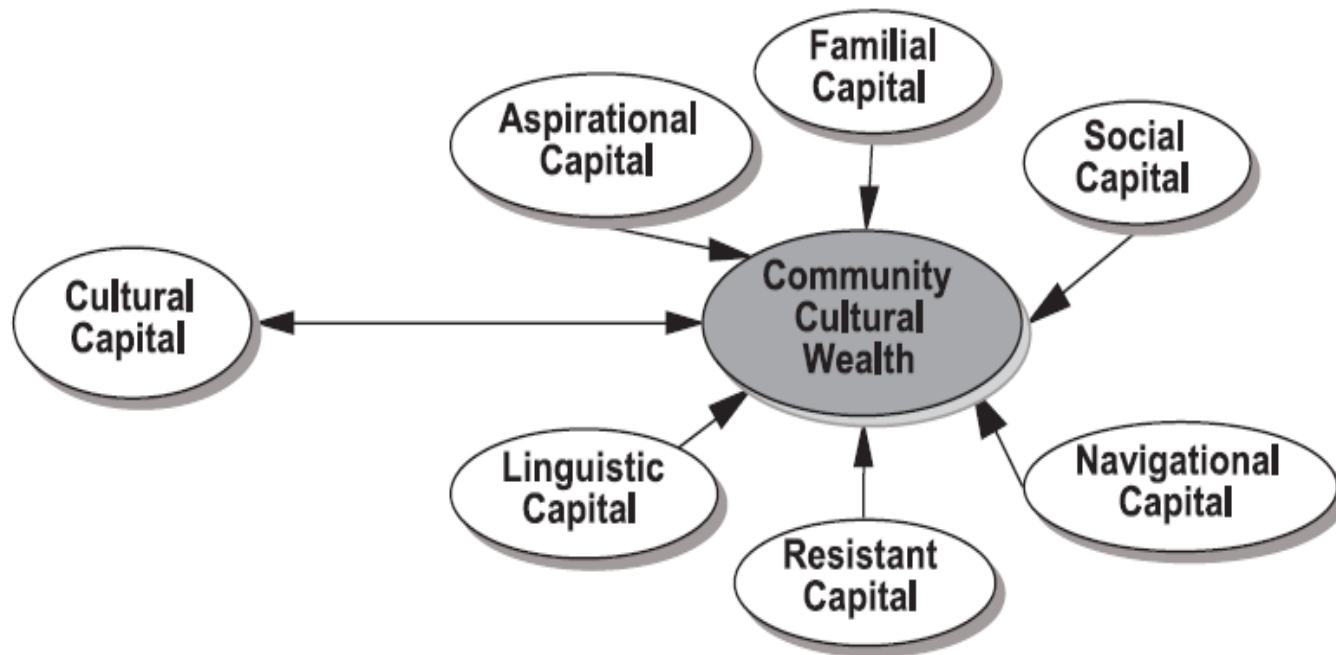 Familial
Capital
Aspirational
Capital
Social
Capital
Cultural
Capital
Community
Cultural
Wealth
Linguistic
Capital
Navigational
Capital
Resistant
Capital